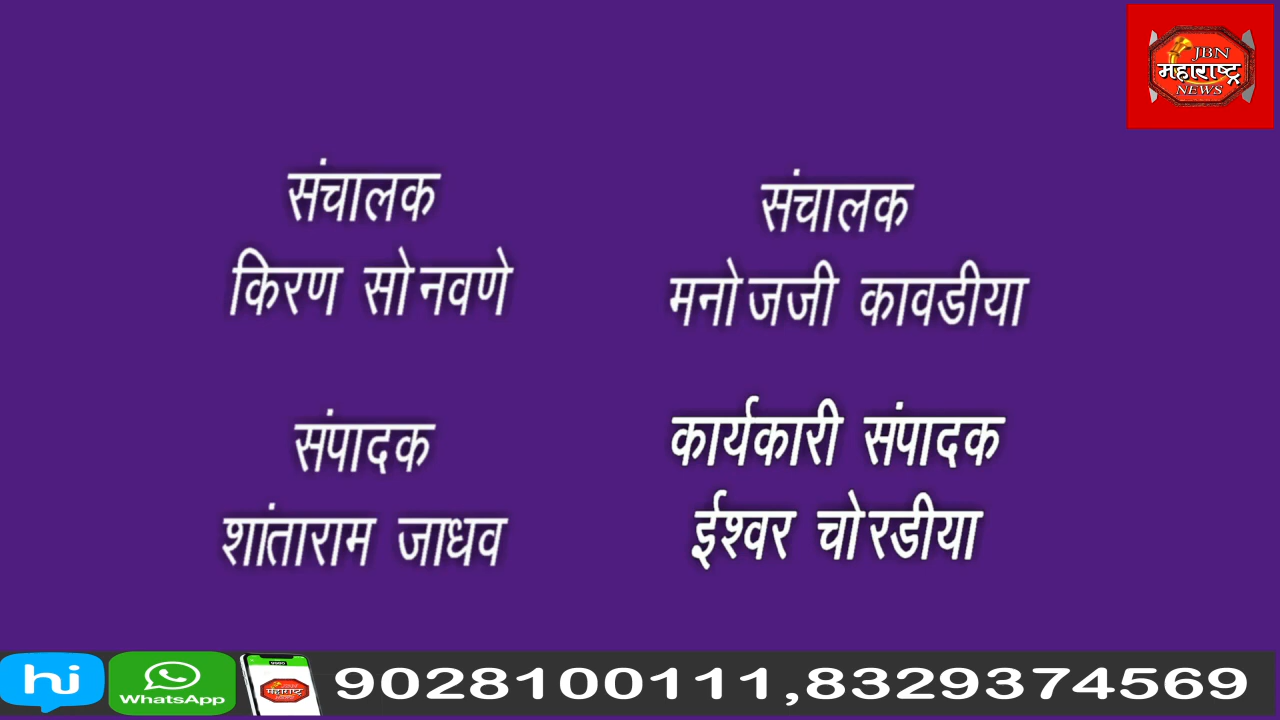 JBN
महाराष्ट्र
NEWS
संचालक
किरण सोनवणे
संचालक
मनोजजी कावडीया
संपादक
शांताराम जाधव
कार्यकारी संपादक
ईश्वर चोरडीया
hi
WhatsApp
महाराष्ट्र
9028100111,8329374569